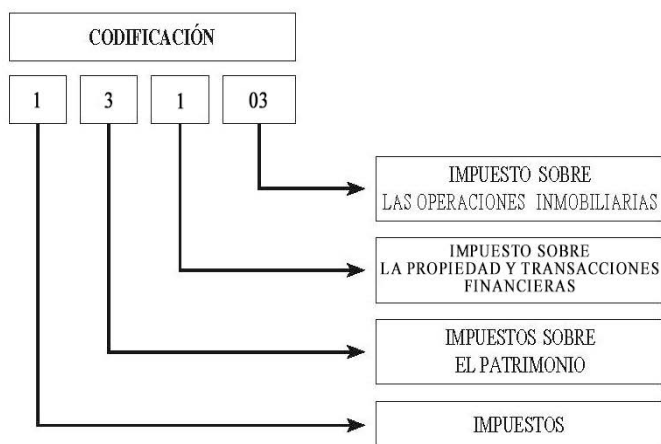 CODIFICACIÓN
1 3 1 03
IMPUESTO SOBRE
LAS OPERACIONES INMOBILIARIAS
IMPUESTO SOBRE
LA PROPIEDAD Y TRANSACCIONES
FINANCIERAS
IMPUESTOS SOBRE
EL PATRIMONIO
IMPUESTOS